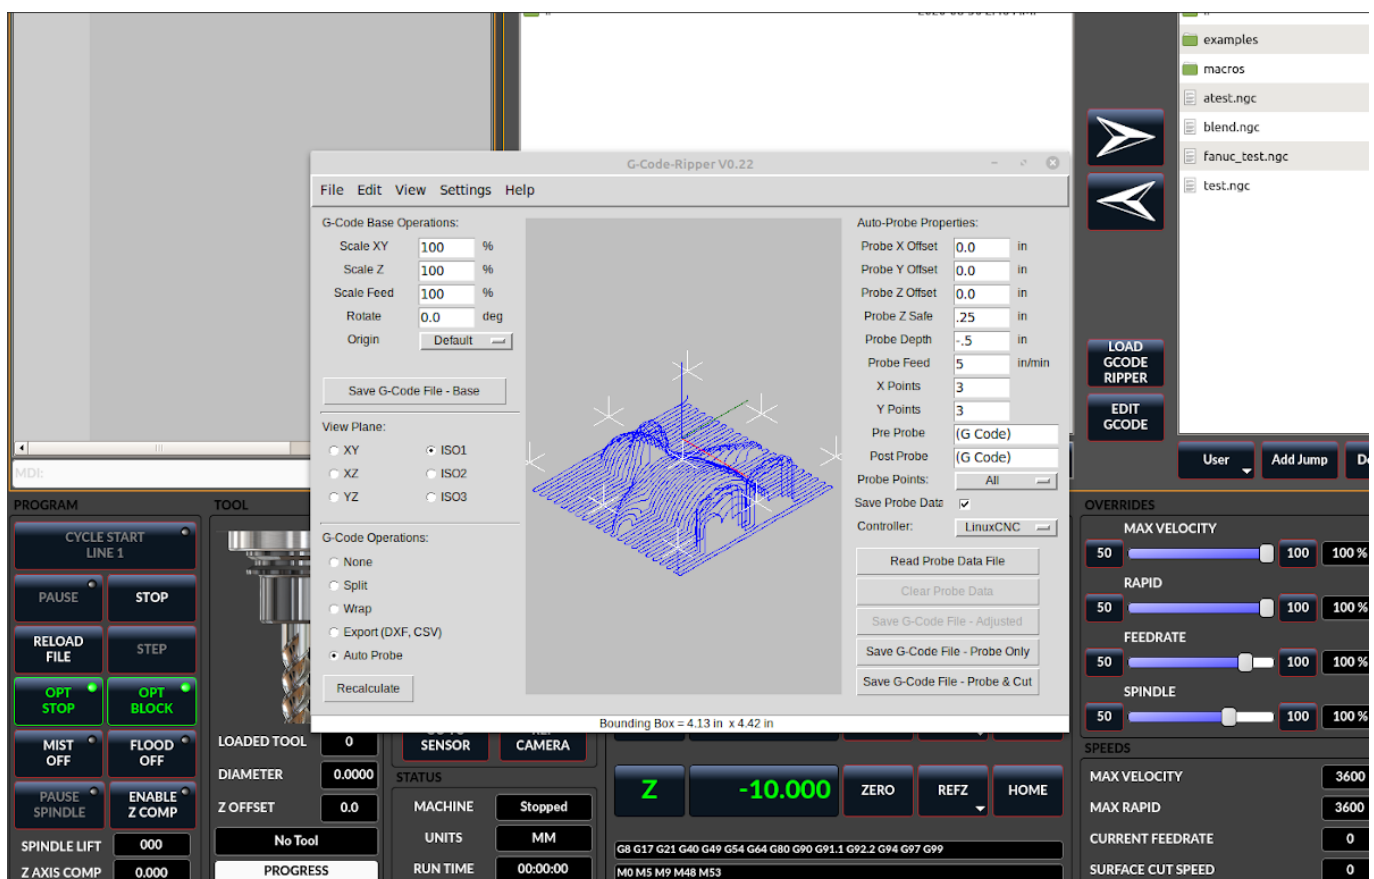 examples
macros
atest.ngc
blend.ngc
fanuc_test.ngc
test.ngc
G-Code-Ripper V0.22
File Edit View Settings Help
G-Code Base Operations:
Scale XY 100 %
Scale Z 100 %
Scale Feed 100 %
Rotate 0.0 deg
Origin Default
Save G-Code File - Base
View Plane:
XY ISO1
XZ ISO2
YZ ISO3
G-Code Operations:
None
Split
Wrap
Export (DXF, CSV)
Auto Probe
Recalculate
Auto-Probe Properties:
Probe X Offset 0.0 in
Probe Y Offset 0.0 in
Probe Z Offset 0.0 in
Probe Z Safe .25 in
Probe Depth -.5 in
Probe Feed 5 in/min
X Points 3
Y Points 3
Pre Probe (G Code)
Post Probe (G Code)
Probe Points: All
Save Probe Data
Controller: LinuxCNC
Read Probe Data File
Clear Probe Data
Save G-Code File - Adjusted
Save G-Code File - Probe Only
Save G-Code File - Probe & Cut
Bounding Box = 4.13 in x 4.42 in
LOAD
GCODE
RIPPER
EDIT
GCODE
User Add Jump
MDI:
PROGRAM
CYCLE START
LINE 1
PAUSE STOP
RELOAD
FILE
STEP
OPT
STOP
OPT
BLOCK
MIST
OFF
FLOOD
OFF
PAUSE
SPINDLE
ENABLE
Z COMP
SPINDLE LIFT 000
Z AXIS COMP 0.000
TOOL
LOADED TOOL 0
DIAMETER 0.0000
Z OFFSET 0.0
No Tool
PROGRESS
SENSOR
CAMERA
STATUS
MACHINE Stopped
UNITS MM
RUN TIME 00:00:00
Z -10.000 ZERO REFZ HOME
G8 G17 G21 G40 G49 G54 G64 G80 G90 G91.1 G92.2 G94 G97 G99
M0 M5 M9 M48 M53
OVERRIDES
MAX VELOCITY
50 100 100 %
RAPID
50 100 100 %
FEEDRATE
50 100 100 %
SPINDLE
50 100 100 %
SPEEDS
MAX VELOCITY 3600
MAX RAPID 3600
CURRENT FEEDRATE 0
SURFACE CUT SPEED 0